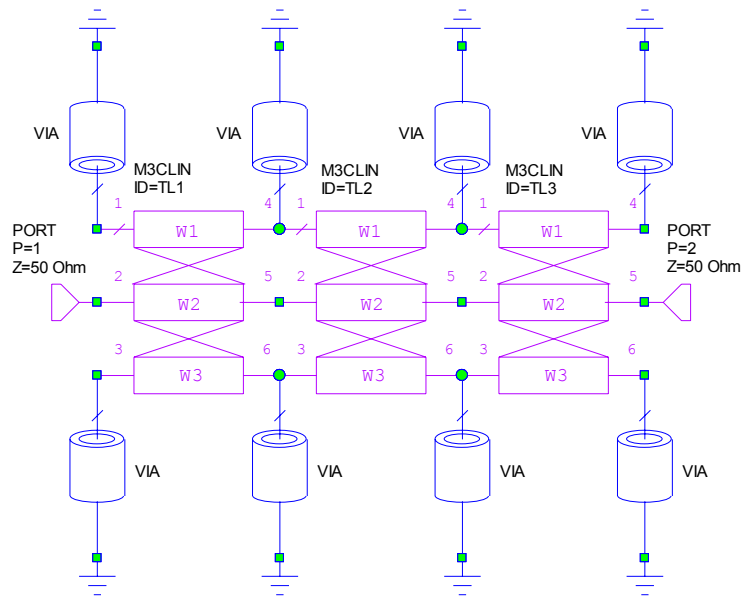 VIA
VIA
VIA
VIA
M3CLIN
ID=TL1
M3CLIN
ID=TL2
M3CLIN
ID=TL3
1
4
1
4
1
4
PORT
P=1
Z=50 Ohm
W1
W1
W1
PORT
P=2
Z=50 Ohm
2
5
2
5
2
5
W2
W2
W2
3
6
3
6
3
6
W3
W3
W3
VIA
VIA
VIA
VIA